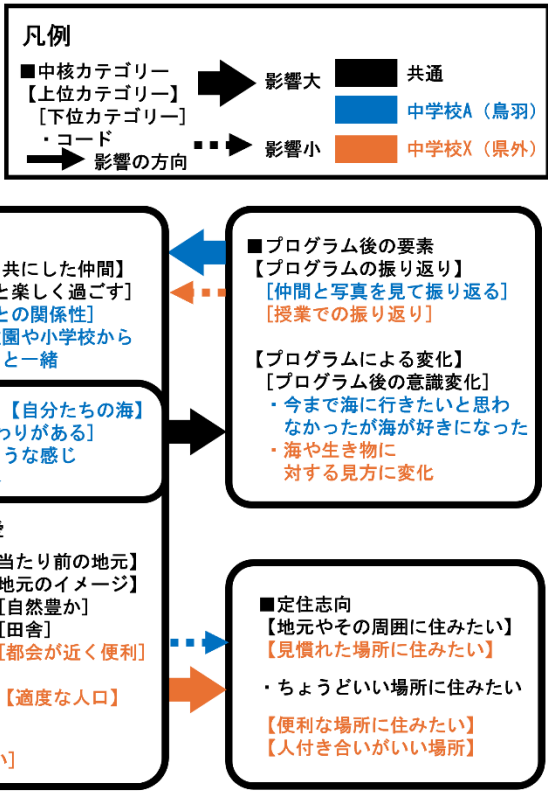 凡例
■中核カテゴリー
【上位カテゴリー】
[下位カテゴリー]
・コード
影響の方向
影響大
影響小
共通
中学校A（鳥羽）
中学校X（県外）
共にした仲間】
と楽しく過ごす]
との関係性]
園や小学校から
と一緒
【自分たちの海】
わりがある]
うな感じ
当たり前の地元】
地元のイメージ】
[自然豊か]
[田舎]
[都会が近く便利]
【適度な人口】
い]
■プログラム後の要素
【プログラムの振り返り】
[仲間と写真を見て振り返る]
[授業での振り返り]
【プログラムによる変化】
[プログラム後の意識変化]
・今まで海に行きたいと思わ
なかったが海が好きになった
・海や生き物に
対する見方に変化
■定住志向
【地元やその周囲に住みたい】
【見慣れた場所に住みたい】
・ちょうどいい場所に住みたい
【便利な場所に住みたい】
【人付き合いがいい場所】